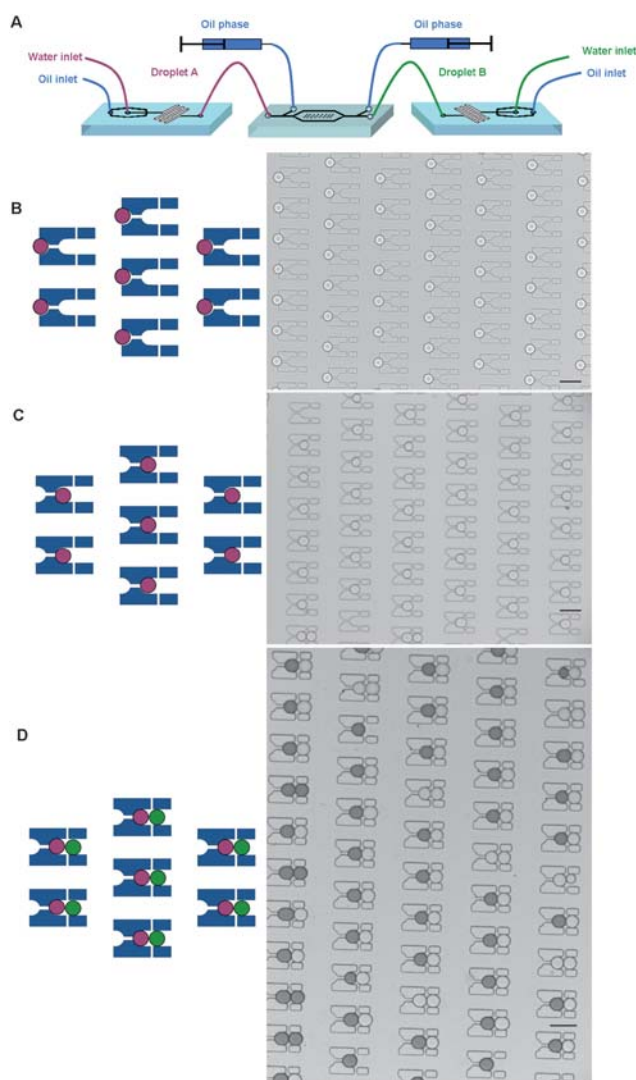 A
Oil phase
Oil phase
Water inlet
Oil inlet
Droplet A
Droplet B
Water inlet
Oil inlet
B
C
D